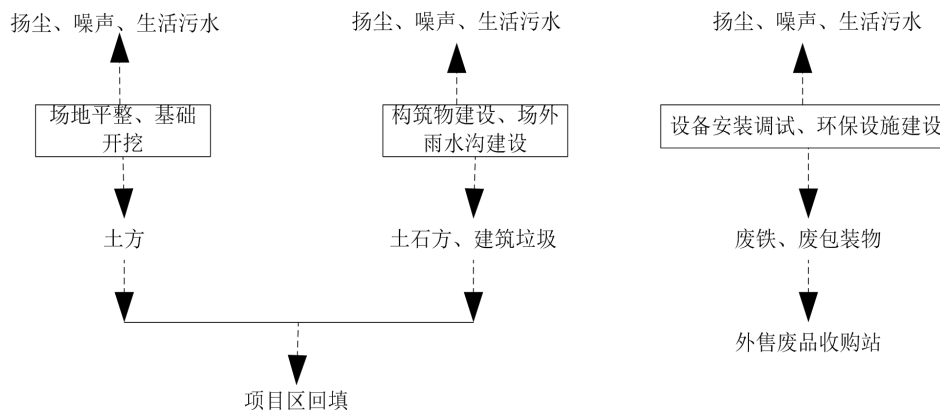 扬尘、噪声、生活污水
扬尘、噪声、生活污水
扬尘、噪声、生活污水
场地平整、基础
开挖
构筑物建设、场外
雨水沟建设
设备安装调试、环保设施建设
土方
土石方、建筑垃圾
废铁、废包装物
外售废品收购站
项目区回填